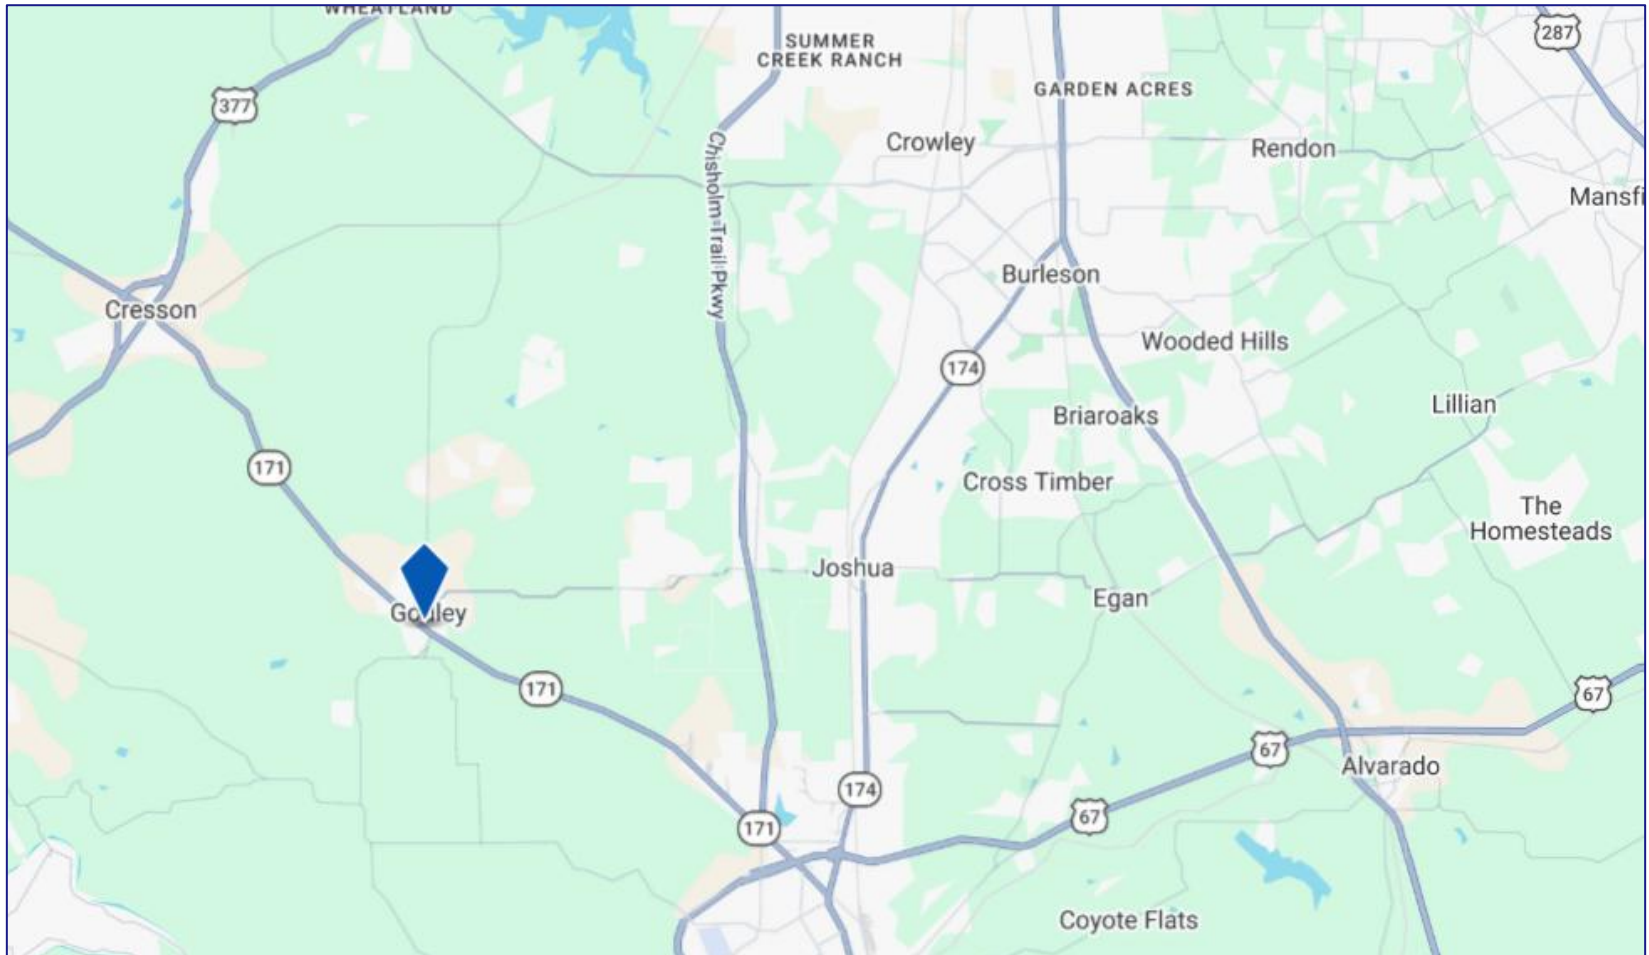 WHEATLAND
SUMMER
CREEK RANCH
287
377
GARDEN ACRES
Crowley
Rendon
Chisholm Trail Pkwy
Mansfi
Burleson
Cresson
Wooded Hills
174
Lillian
Briaroaks
171
Cross Timber
The
Homesteads
Joshua
Egan
171
67
67
Alvarado
174
67
171
Coyote Flats